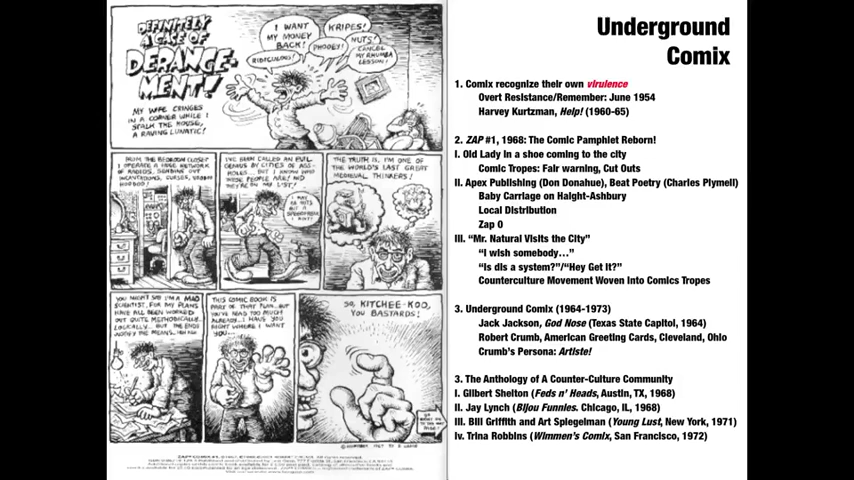 DEFINITELY
A CASE OF
DERANGE-
MENT!
I WANT
MY MONEY
BACK!
KRIPES!
RIDICULOUS!
PHOOEY!
NUTS!
CANCEL
MY RHUMBA
LESSON!
MY WIFE CRINGES
IN A CORNER WHILE I
STALK THE HOUSE,
A RAVING LUNATIC!
FROM THE BEDROOM CLOSET
I OPERATE A HUGE NETWORK
OF RADIOS, SENDING OUT
INCANTATIONS, CURSES, VOODOO
HOODOO!
I'VE BEEN CALLED AN EVIL
GENIUS BY CITIES OF ASS-
HOLES... BUT I KNOW WHO
THESE PEOPLE ARE! AND
THEY'RE ON MY LIST!
THE TRUTH IS, I'M ONE OF
THE WORLD'S LAST GREAT
MEDIEVAL THINKERS!
YOU MIGHT SAY I'M A MAD
SCIENTIST, FOR MY PLANS
HAVE ALL BEEN WORKED
OUT QUITE METHODICALLY...
LOGICALLY... BUT THE ENDS
THIS COMIC BOOK IS
PART OF THAT PLAN... BUT
YOU'VE READ TOO MUCH
ALREADY... I HAVE YOU
RIGHT WHERE I WANT
YOU...
SO, KITCHEE-KOO,
YOU BASTARDS!
Underground
Comix
1. Comix recognize their own virulence
Overt Resistance/Remember: June 1954
Harvey Kurtzman, Help! (1960-65)
2. ZAP #1, 1968: The Comic Pamphlet Reborn!
I. Old Lady in a shoe coming to the city
Comic Tropes: Fair warning, Cut Outs
II. Apex Publishing (Don Donahue), Beat Poetry (Charles Plymell)
Baby Carriage on Haight-Ashbury
Local Distribution
Zap 0
III. “Mr. Natural Visits the City”
“I wish somebody…”
“Is dis a system?”/“Hey Get It?”
Counterculture Movement Woven Into Comics Tropes
3. Underground Comix (1964-1973)
Jack Jackson, God Nose (Texas State Capitol, 1964)
Robert Crumb, American Greeting Cards, Cleveland, Ohio
Crumb’s Persona: Artiste!
3. The Anthology of A Counter-Culture Community
I. Gilbert Shelton (Feds n’ Heads, Austin, TX, 1968)
II. Jay Lynch (Bijou Funnies. Chicago, IL, 1968)
III. Bill Griffith and Art Spiegelman (Young Lust, New York, 1971)
Iv. Trina Robbins (Wimmen’s Comix, San Francisco, 1972)